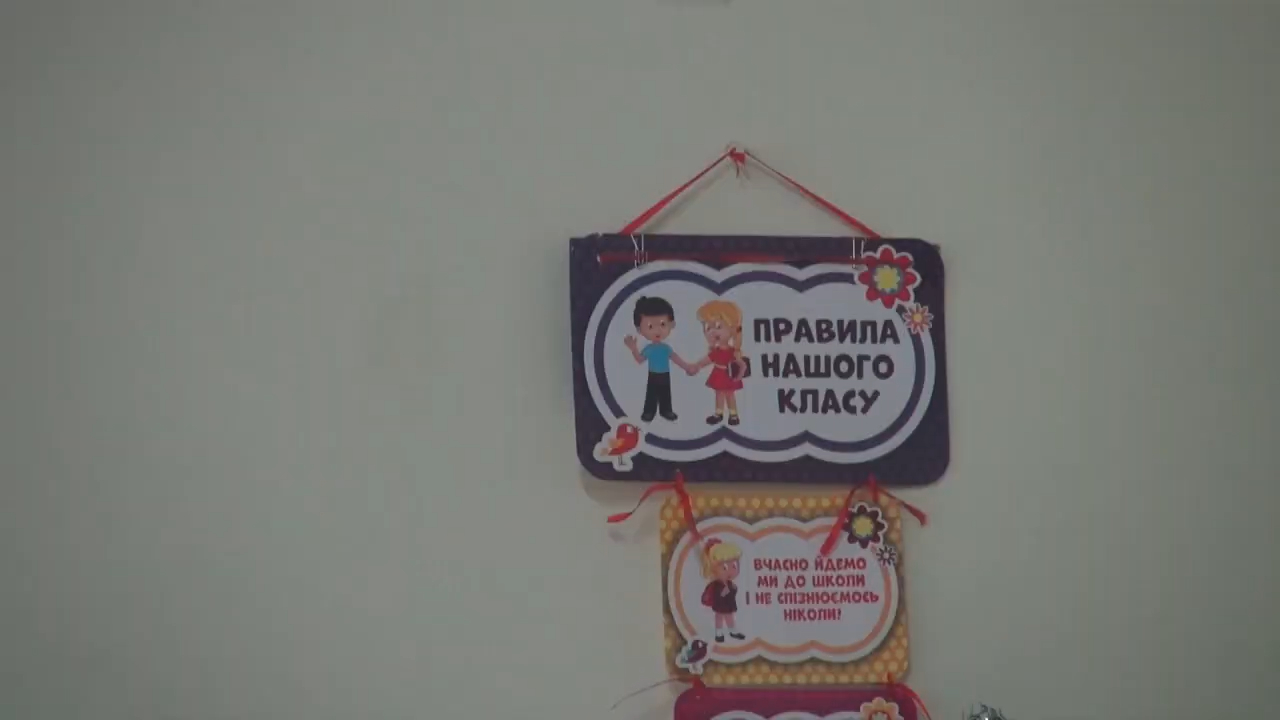 ПРАВИЛА
НАШОГО
КЛАСУ
ВЧАСНО ЙДЕМО
МИ ДО ШКОЛИ
І НЕ СПІЗНЮЄМОСЬ
НІКОЛИ!